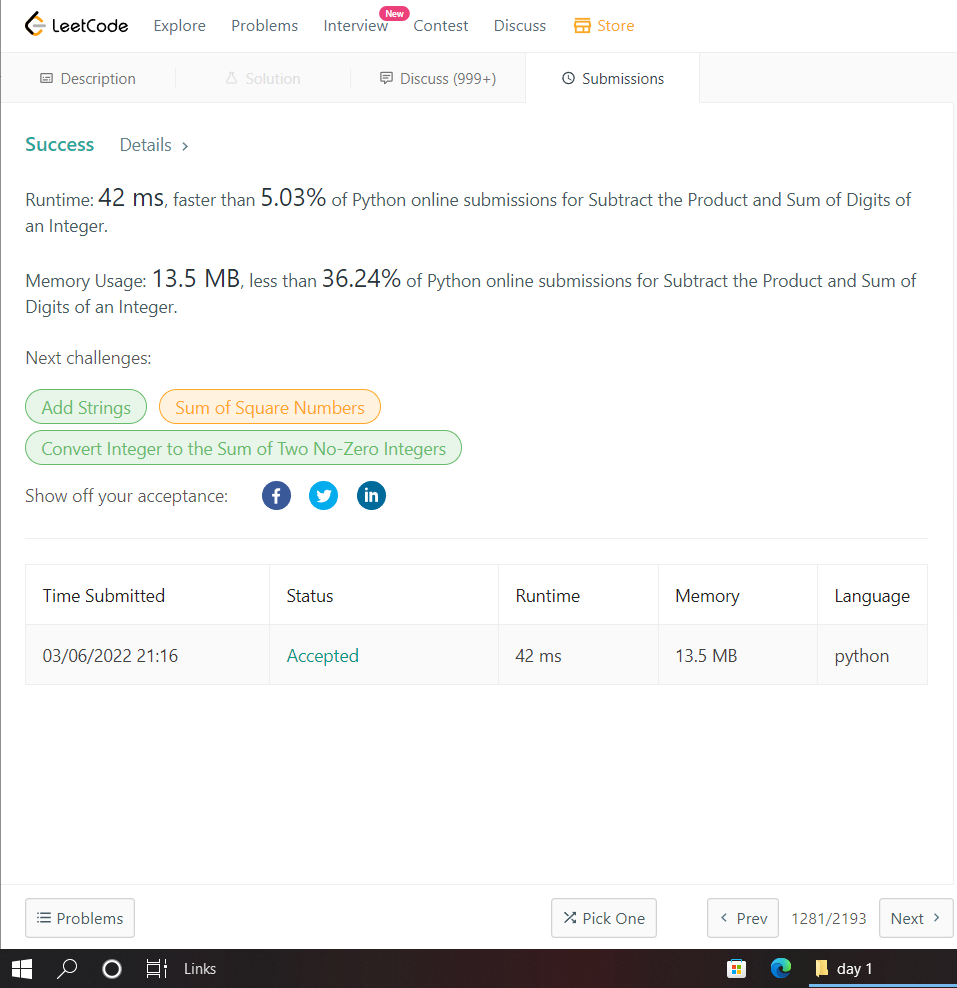 LeetCode Explore Problems Interview New Contest Discuss Store
Description Solution Discuss (999+) Submissions
Success Details >
Runtime: 42 ms, faster than 5.03% of Python online submissions for Subtract the Product and Sum of Digits of
an Integer.
Memory Usage: 13.5 MB, less than 36.24% of Python online submissions for Subtract the Product and Sum of
Digits of an Integer.
Next challenges:
Add Strings Sum of Square Numbers
Convert Integer to the Sum of Two No-Zero Integers
Show off your acceptance: f in
Time Submitted Status Runtime Memory Language
03/06/2022 21:16 Accepted 42 ms 13.5 MB python
Problems Pick One < Prev 1281/2193 Next >
Links day 1